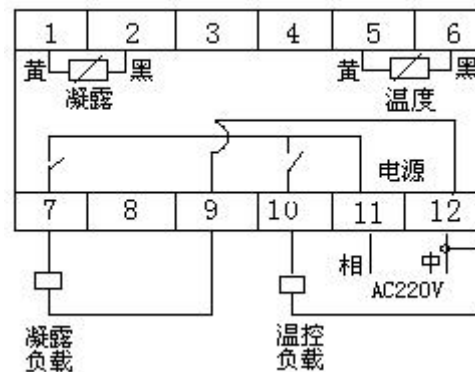 1 2 3 4 5 6
黄 黑 黄 黑
凝露 温度
电源
7 8 9 10 11 12
相 中
AC220V
凝露 温控
负载 负载